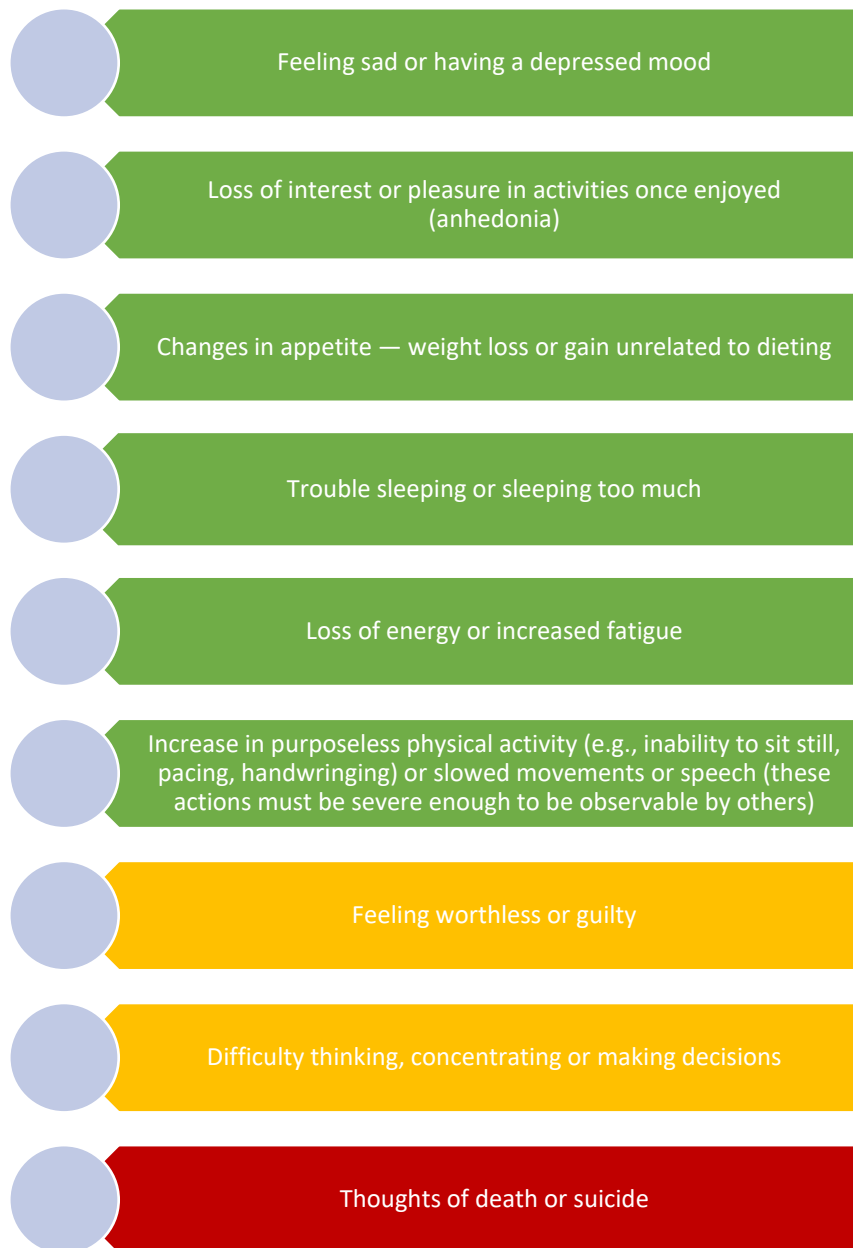 Feeling sad or having a depressed mood
Loss of interest or pleasure in activities once enjoyed
(anhedonia)
Changes in appetite — weight loss or gain unrelated to dieting
Trouble sleeping or sleeping too much
Loss of energy or increased fatigue
Increase in purposeless physical activity (e.g., inability to sit still,
pacing, handwringing) or slowed movements or speech (these
actions must be severe enough to be observable by others)
Feeling worthless or guilty
Difficulty thinking, concentrating or making decisions
Thoughts of death or suicide